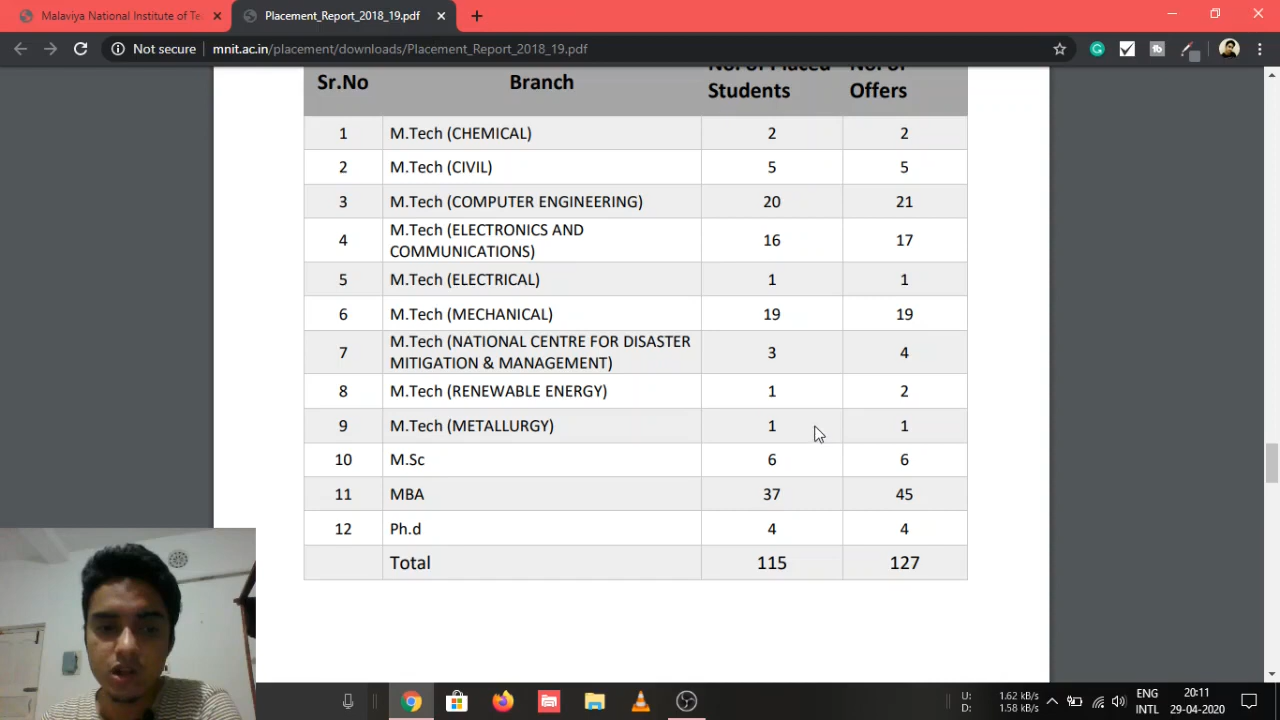 Malaviya National Institute of Te
Placement_Report_2018_19.pdf
Not secure
mnit.ac.in/placement/downloads/Placement_Report_2018_19.pdf
Sr.No Branch No. of Placed Students No. of Offers
1 M.Tech (CHEMICAL) 2 2
2 M.Tech (CIVIL) 5 5
3 M.Tech (COMPUTER ENGINEERING) 20 21
4 M.Tech (ELECTRONICS AND
COMMUNICATIONS) 16 17
5 M.Tech (ELECTRICAL) 1 1
6 M.Tech (MECHANICAL) 19 19
7 M.Tech (NATIONAL CENTRE FOR DISASTER
MITIGATION & MANAGEMENT) 3 4
8 M.Tech (RENEWABLE ENERGY) 1 2
9 M.Tech (METALLURGY) 1 1
10 M.Sc 6 6
11 MBA 37 45
12 Ph.d 4 4
Total 115 127
U: 1.62 kB/s
D: 1.58 kB/s
ENG
INTL
20:11
29-04-2020